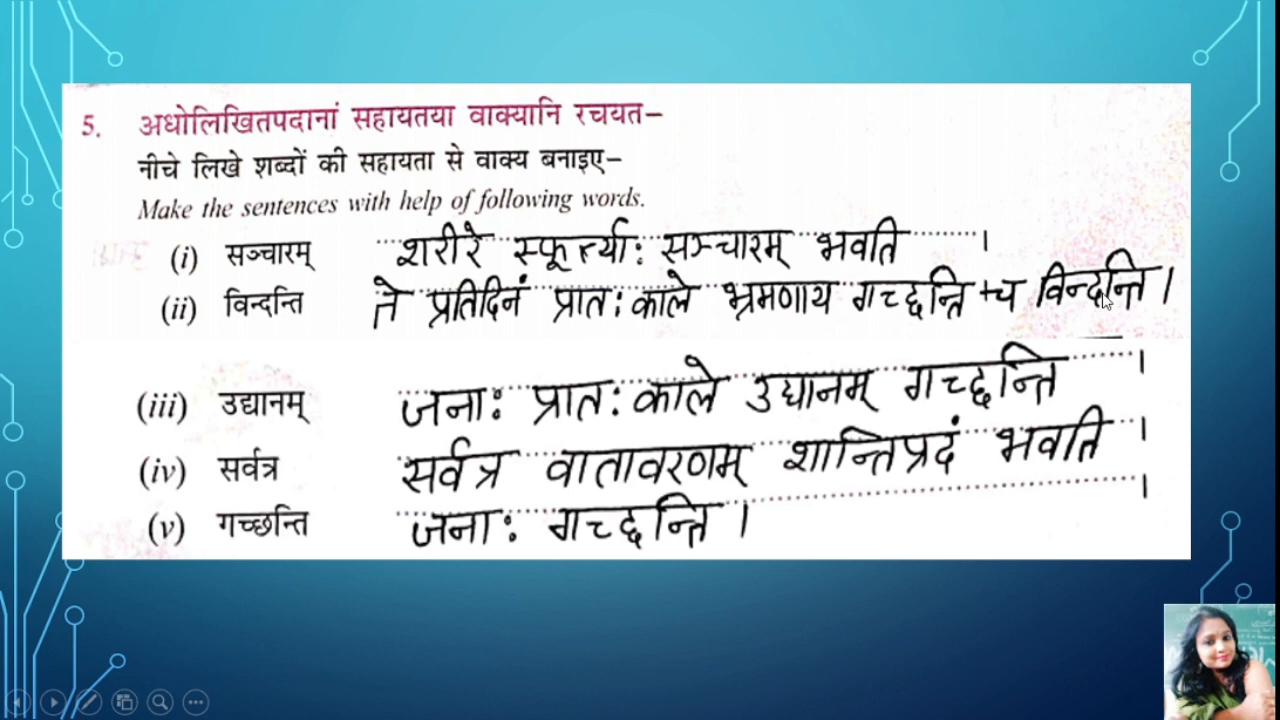 5. अधोलिखितपदानां सहायतया वाक्यानि रचयत–
नीचे लिखे शब्दों की सहायता से वाक्य बनाइए–
Make the sentences with help of following words.
(i) सञ्चारम् शरीरे स्फूर्त्याः सञ्चारम् भवति ।
(ii) विन्दन्ति ते प्रतिदिनं प्रातःकाले भ्रमणाय गच्छन्ति च विन्दन्ति ।
(iii) उद्यानम् जनाः प्रातःकाले उद्यानम् गच्छन्ति ।
(iv) सर्वत्र सर्वत्र वातावरणम् शान्तिप्रदं भवति ।
(v) गच्छन्ति जनाः गच्छन्ति । ।